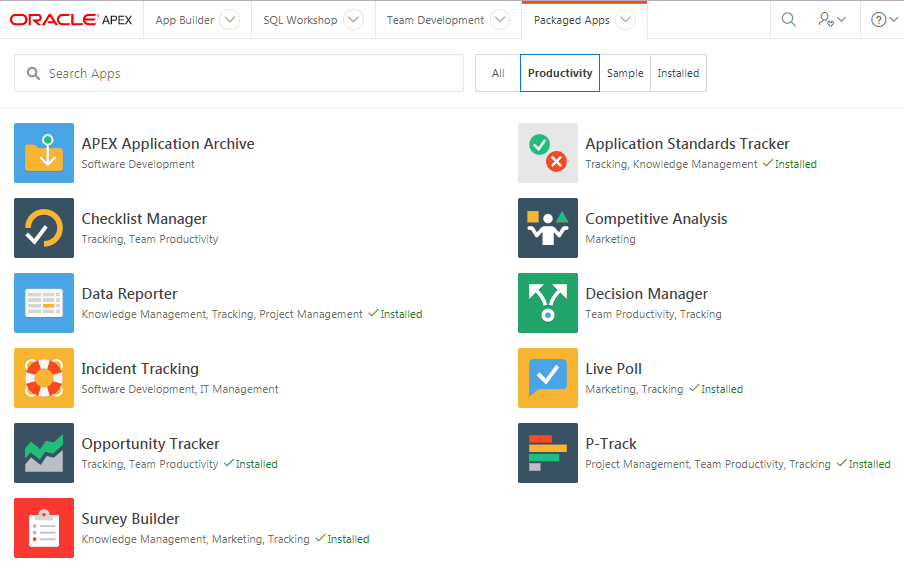 ORACLE APEX App Builder SQL Workshop Team Development Packaged Apps
Search Apps All Productivity Sample Installed
APEX Application Archive
Software Development
Application Standards Tracker
Tracking, Knowledge Management Installed
Checklist Manager
Tracking, Team Productivity
Competitive Analysis
Marketing
Data Reporter
Knowledge Management, Tracking, Project Management Installed
Decision Manager
Team Productivity, Tracking
Incident Tracking
Software Development, IT Management
Live Poll
Marketing, Tracking Installed
Opportunity Tracker
Tracking, Team Productivity Installed
P-Track
Project Management, Team Productivity, Tracking Installed
Survey Builder
Knowledge Management, Marketing, Tracking Installed